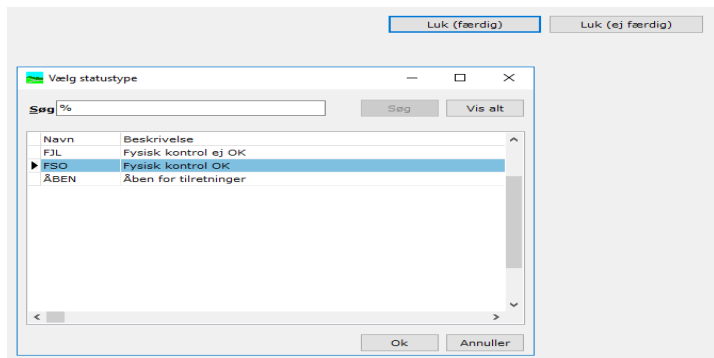 Luk (færdig) Luk (ej færdig)
Vælg statustype
Søg % Søg Vis alt
Navn Beskrivelse
FJL Fysisk kontrol ej OK
FSO Fysisk kontrol OK
ÅBEN Åben for tilretninger
Ok Annuller